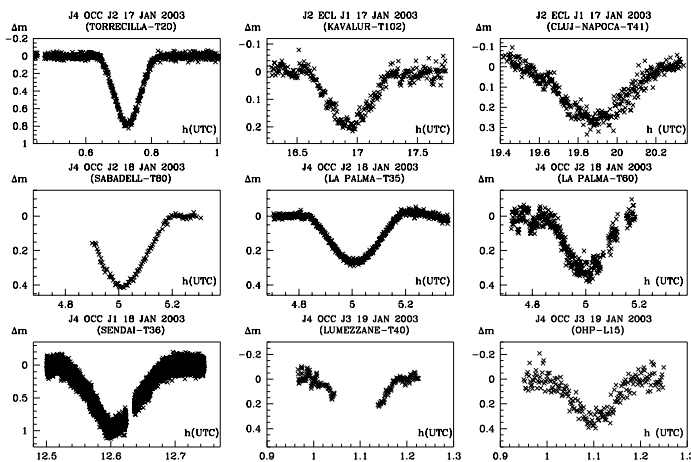 J4 OCC J2 17 JAN 2003
(TORRECILLA-T20)
Δm
-0.2
0
0.2
0.4
0.6
0.8
1
h(UTC)
0.6
0.8
1
J2 ECL J1 17 JAN 2003
(KAVALUR-T102)
Δm
0
0.1
0.2
h(UTC)
16.5
17
17.5
J2 ECL J1 17 JAN 2003
(CLUJ-NAPOCA-T41)
Δm
-0.1
0
0.1
0.2
0.3
h(UTC)
19.4
19.6
19.8
20
20.2
J4 OCC J2 18 JAN 2003
(SABADELL-T80)
Δm
0
0.2
0.4
h(UTC)
4.8
5
5.2
J4 OCC J2 18 JAN 2003
(LA PALMA-T35)
Δm
0
0.2
0.4
h(UTC)
4.8
5
5.2
J4 OCC J2 18 JAN 2003
(LA PALMA-T60)
Δm
0
0.2
0.4
h(UTC)
4.8
5
5.2
J4 OCC J1 18 JAN 2003
(SENDAI-T36)
Δm
0
0.5
1
h(UTC)
12.5
12.6
12.7
J4 OCC J3 19 JAN 2003
(LUMEZZANE-T40)
Δm
-0.2
0
0.2
0.4
h(UTC)
0.9
1
1.1
1.2
1.3
J4 OCC J3 19 JAN 2003
(OHP-L15)
Δm
-0.2
0
0.2
0.4
h(UTC)
0.9
1
1.1
1.2
1.3